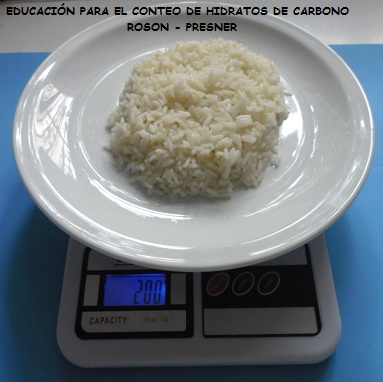 EDUCACIÓN PARA EL CONTEO DE HIDRATOS DE CARBONO
ROSON - PRESNER
200
CAPACITY: